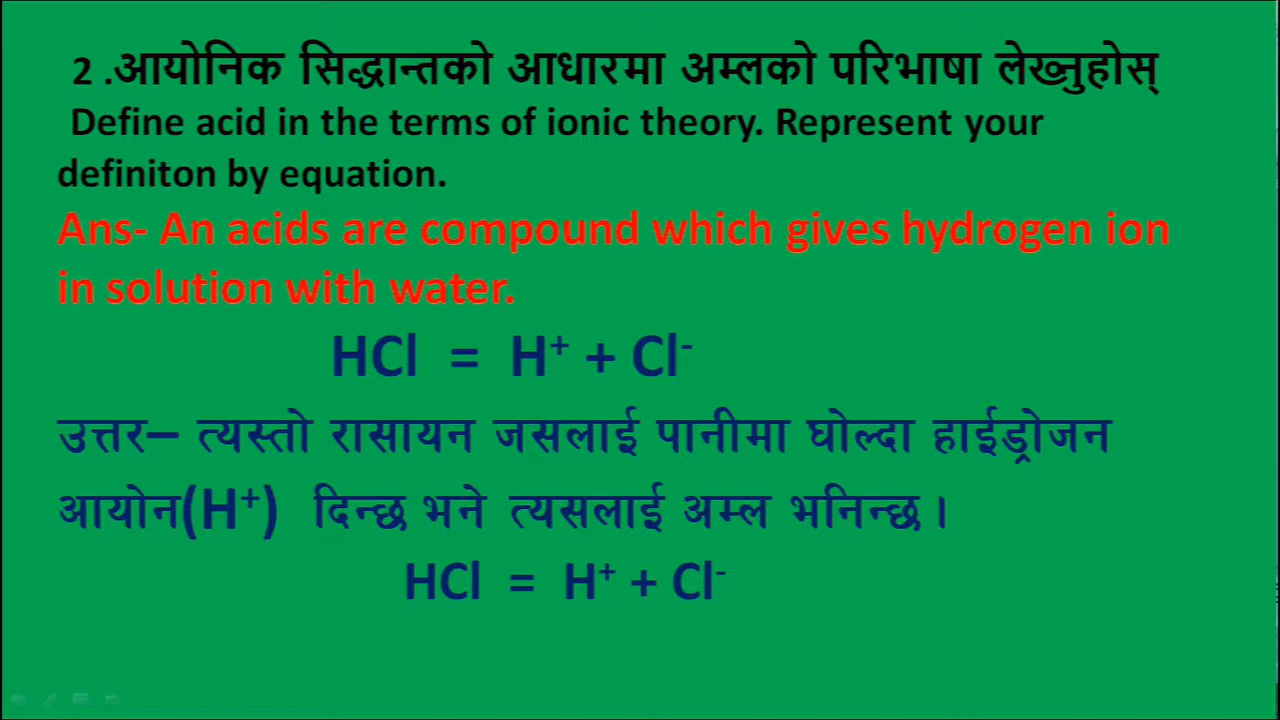 2 .आयोनिक सिद्धान्तको आधारमा अम्लको परिभाषा लेख्नुहोस्
Define acid in the terms of ionic theory. Represent your
definiton by equation.
Ans- An acids are compound which gives hydrogen ion
in solution with water.
HCl = H⁺ + Cl⁻
उत्तर– त्यस्तो रासायन जसलाई पानीमा घोल्दा हाईड्रोजन
आयोन(H⁺) दिन्छ भने त्यसलाई अम्ल भनिन्छ ।
HCl = H⁺ + Cl⁻